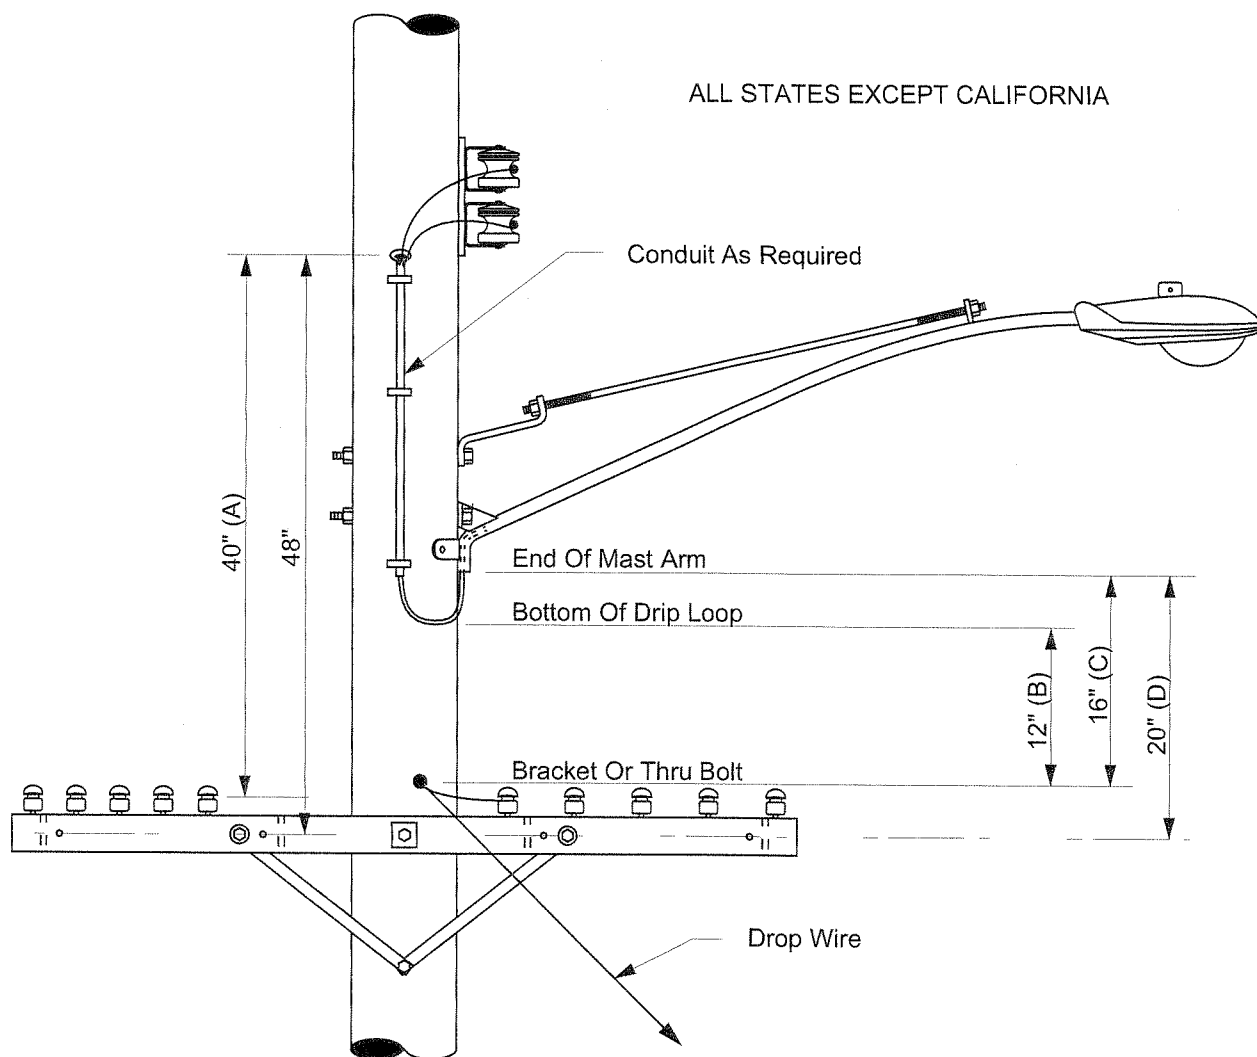 ALL STATES EXCEPT CALIFORNIA
Conduit As Required
40" (A)
48"
End Of Mast Arm
Bottom Of Drip Loop
12" (B)
16" (C)
20" (D)
Bracket Or Thru Bolt
Drop Wire